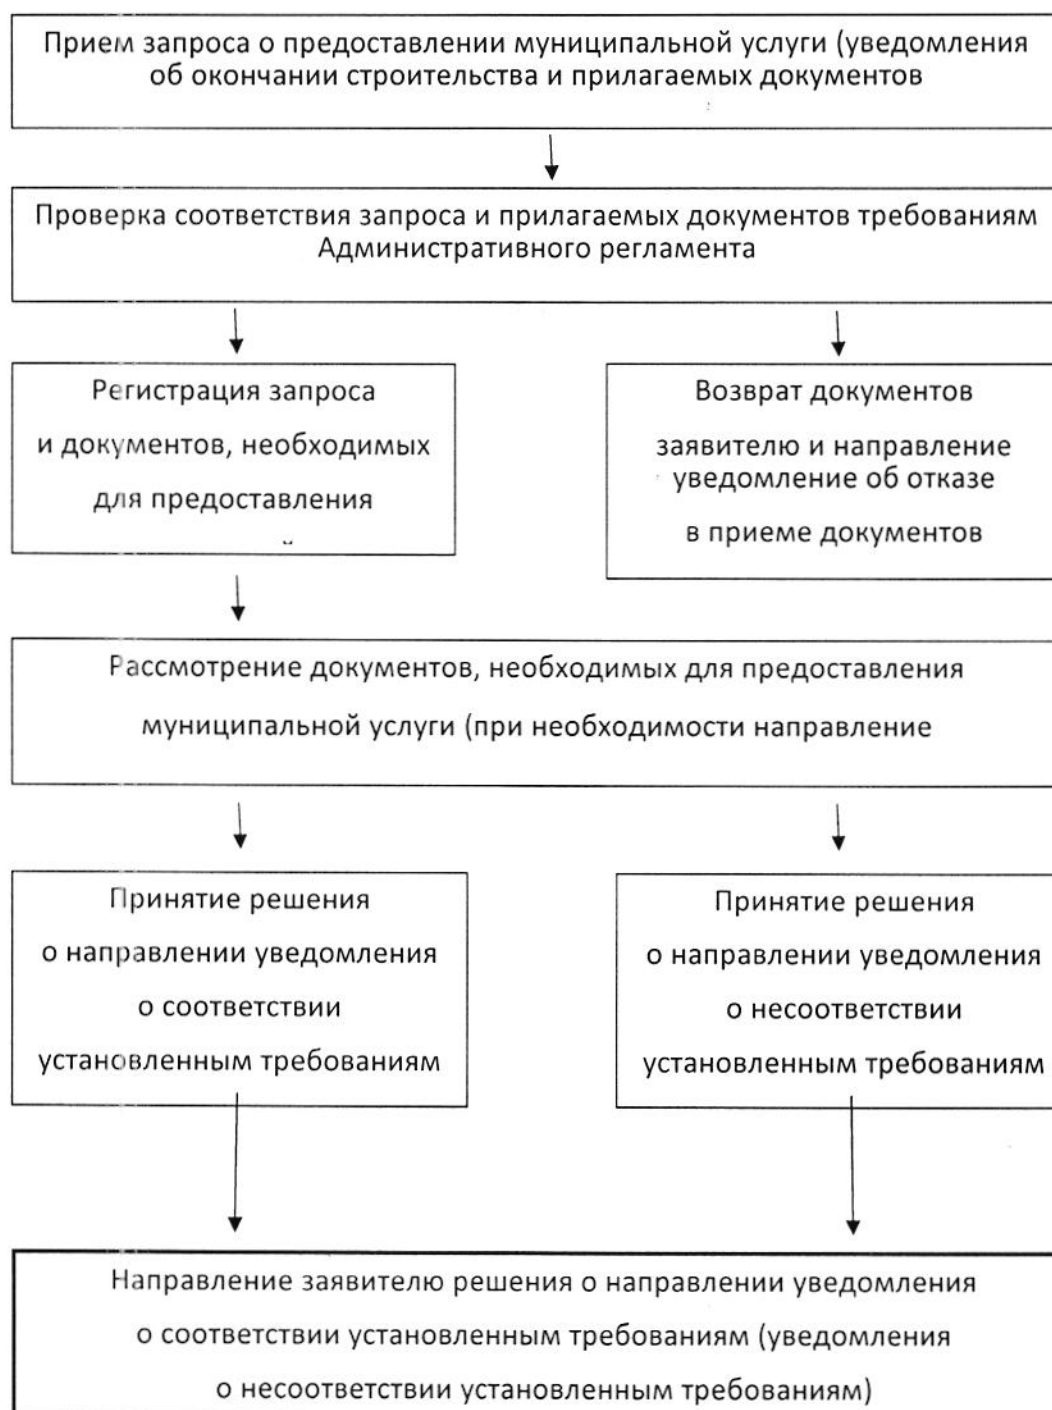 Прием запроса о предоставлении муниципальной услуги (уведомления
об окончании строительства и прилагаемых документов
Проверка соответствия запроса и прилагаемых документов требованиям
Административного регламента
Регистрация запроса
и документов, необходимых
для предоставления
Возврат документов
заявителю и направление
уведомление об отказе
в приеме документов
Рассмотрение документов, необходимых для предоставления
муниципальной услуги (при необходимости направление
Принятие решения
о направлении уведомления
о соответствии
установленным требованиям
Принятие решения
о направлении уведомления
о несоответствии
установленным требованиям
Направление заявителю решения о направлении уведомления
о соответствии установленным требованиям (уведомления
о несоответствии установленным требованиям)